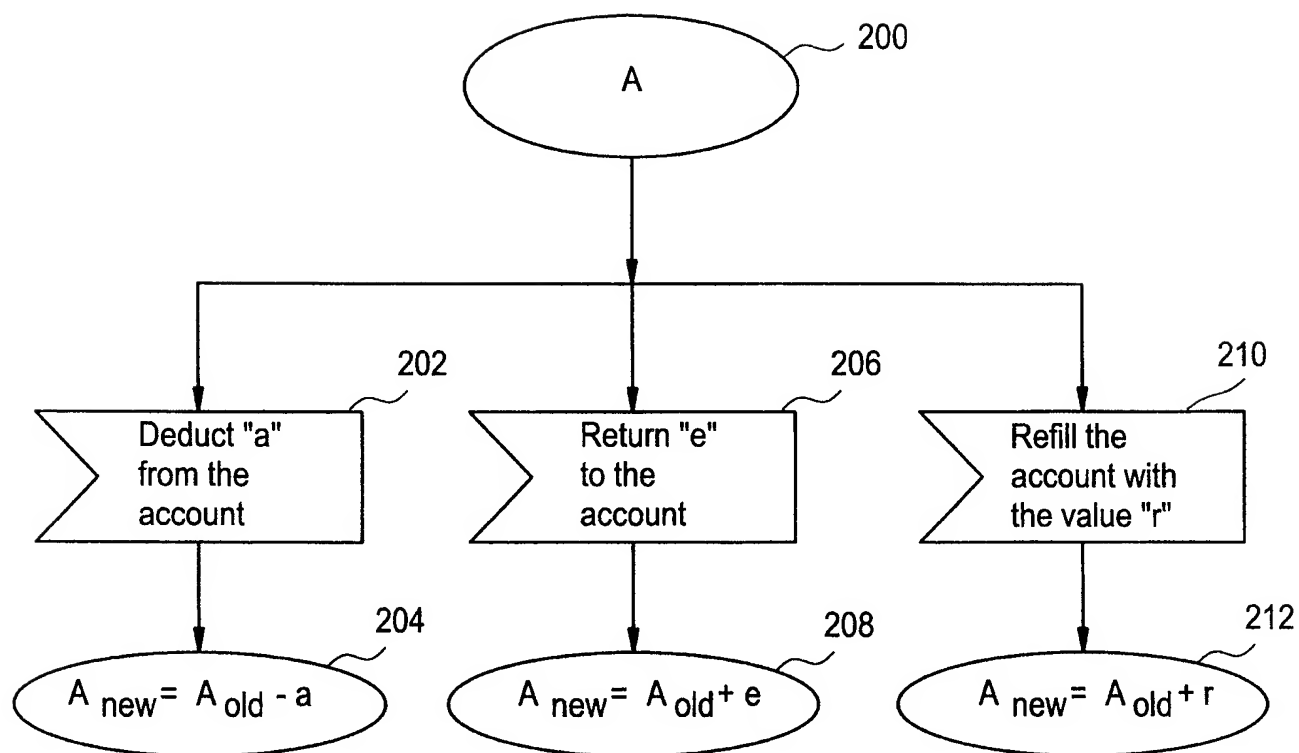 200
A
202
206
210
Deduct "a"
from the
account
Return "e"
to the
account
Refill the
account with
the value "r"
204
208
212
A new = A old - a
A new = A old + e
A new = A old + r